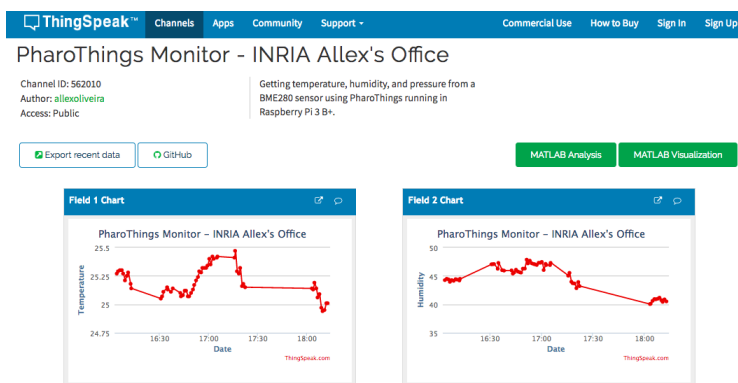 ThingSpeak™ Channels Apps Community Support Commercial Use How to Buy Sign In Sign Up
PharoThings Monitor - INRIA Allex's Office
Channel ID: 562010
Author: allexoliveira
Access: Public
Getting temperature, humidity, and pressure from a
BME280 sensor using PharoThings running in
Raspberry Pi 3 B+.
Export recent data
GitHub
MATLAB Analysis
MATLAB Visualization
Field 1 Chart
PharoThings Monitor – INRIA Allex's Office
Temperature
25.5
25.25
25
24.75
16:30 17:00 17:30 18:00
Date
ThingSpeak.com
Field 2 Chart
PharoThings Monitor – INRIA Allex's Office
Humidity
50
45
40
35
16:30 17:00 17:30 18:00
Date
ThingSpeak.com